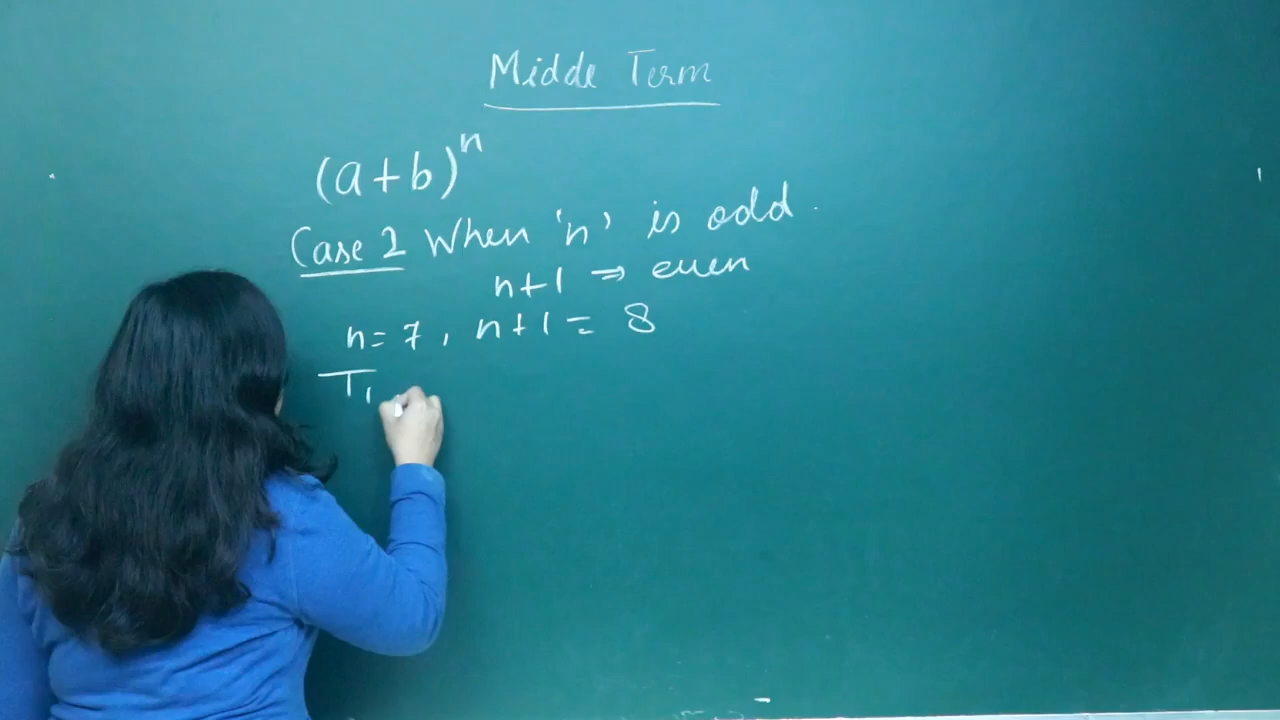 Midde Term
(a+b)^n
Case 2 When 'n' is odd.
n+1 ⇒ even
n=7, n+1 = 8
T₁